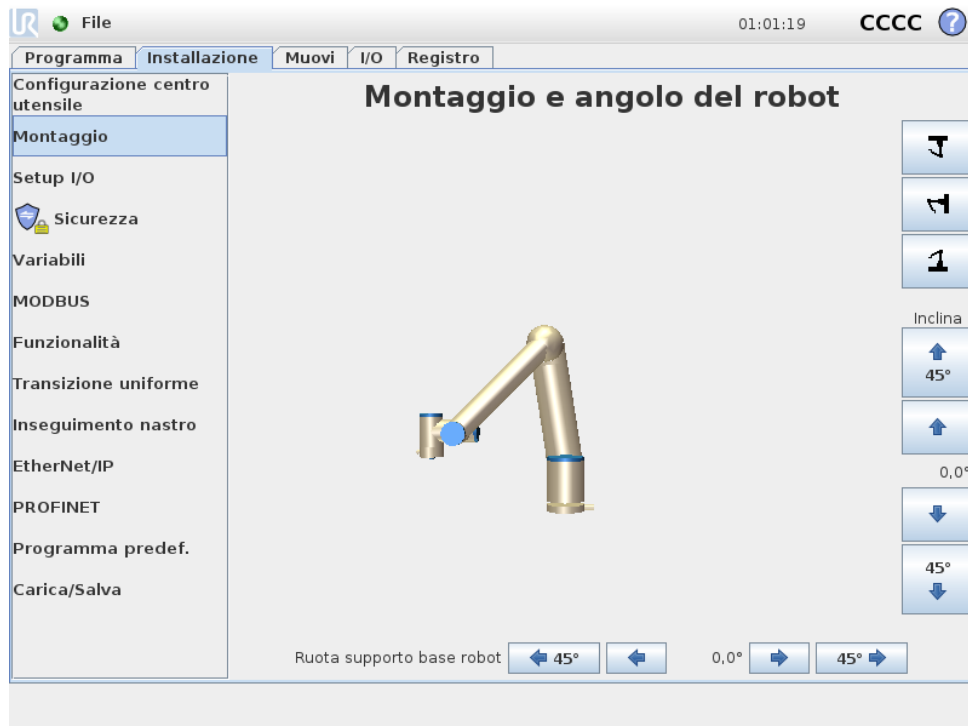 UR File 01:01:19 CCCC ?
Programma Installazione Muovi I/O Registro
Configurazione centro
utensile
Montaggio
Setup I/O
Sicurezza
Variabili
MODBUS
Funzionalità
Transizione uniforme
Inseguimento nastro
EtherNet/IP
PROFINET
Programma predef.
Carica/Salva
Montaggio e angolo del robot
Inclina
45°
0,0°
45°
Ruota supporto base robot 45° 0,0° 45°